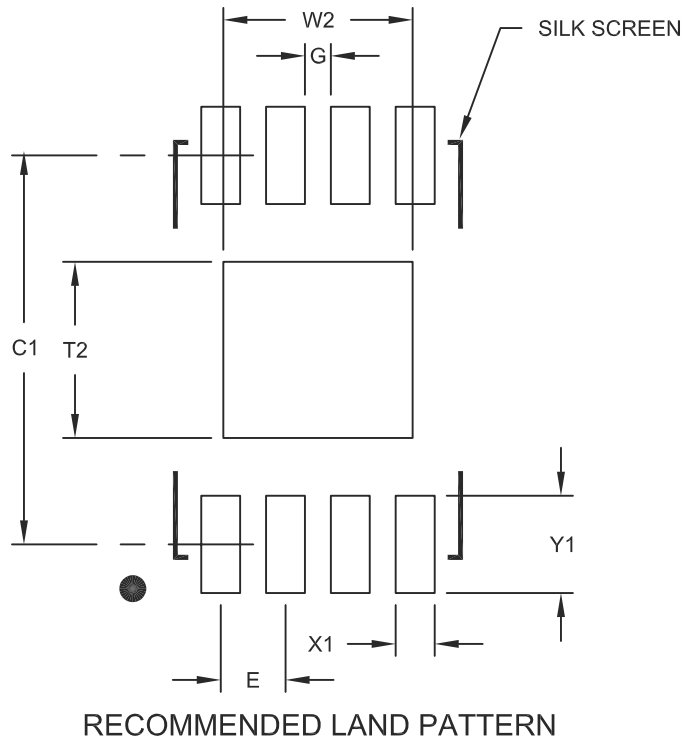 W2
SILK SCREEN
G
C1
T2
Y1
X1
E
RECOMMENDED LAND PATTERN